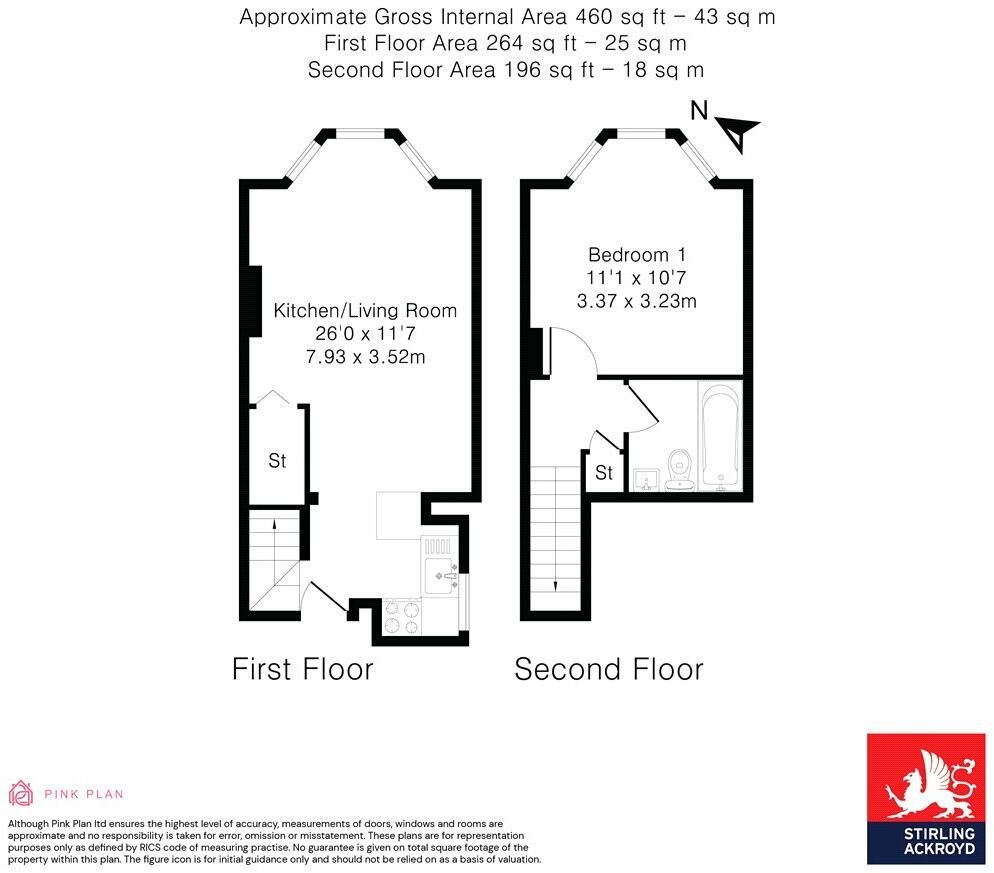 Approximate Gross Internal Area 460 sq ft – 43 sq m
First Floor Area 264 sq ft – 25 sq m
Second Floor Area 196 sq ft – 18 sq m
N
Kitchen/Living Room
26'0 x 11'7
7.93 x 3.52m
St
Bedroom 1
11'1 x 10'7
3.37 x 3.23m
St
First Floor
Second Floor
PINK PLAN
Although Pink Plan ltd ensures the highest level of accuracy, measurements of doors, windows and rooms are
approximate and no responsibility is taken for error, omission or misstatement. These plans are for representation
purposes only as defined by RICS code of measuring practise. No guarantee is given on total square footage of the
property within this plan. The figure icon is for initial guidance only and should not be relied on as a basis of valuation.
STIRLING
ACKROYD